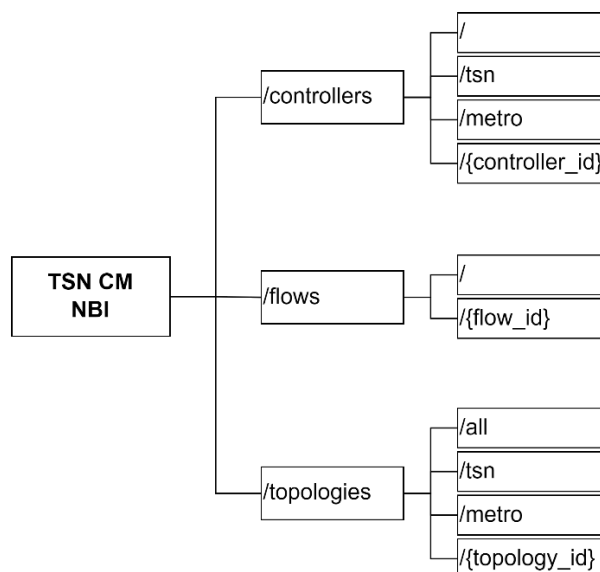 TSN CM
NBI
/controllers
/
/tsn
/metro
/{controller_id}
/flows
/
/{flow_id}
/topologies
/all
/tsn
/metro
/{topology_id}